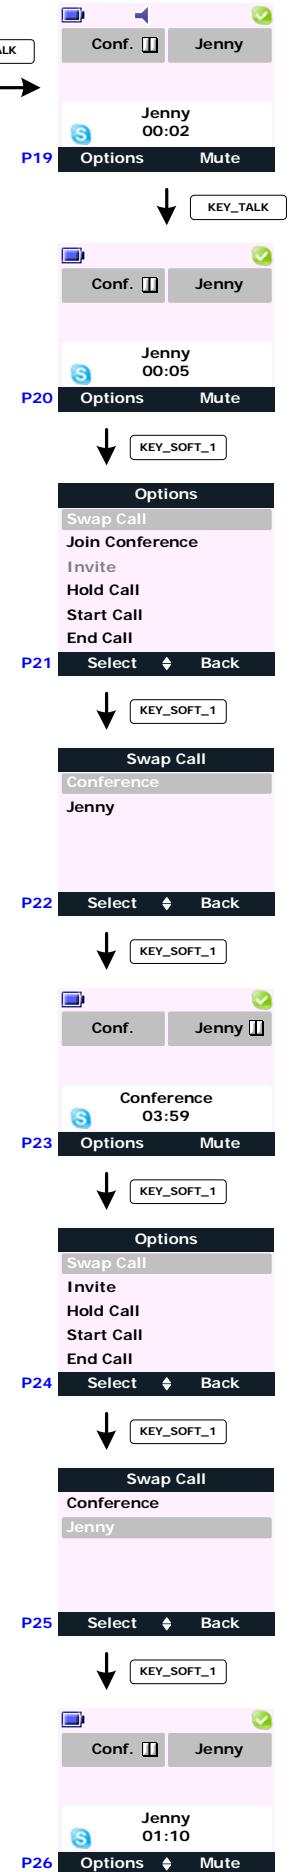 ALK
Conf. Jenny
Jenny
00:02
P19 Options Mute
KEY_TALK
Conf. Jenny
Jenny
00:05
P20 Options Mute
KEY_SOFT_1
Options
Swap Call
Join Conference
Invite
Hold Call
Start Call
End Call
P21 Select Back
KEY_SOFT_1
Swap Call
Conference
Jenny
P22 Select Back
KEY_SOFT_1
Conf. Jenny
Conference
03:59
P23 Options Mute
KEY_SOFT_1
Options
Swap Call
Invite
Hold Call
Start Call
End Call
P24 Select Back
KEY_SOFT_1
Swap Call
Conference
Jenny
P25 Select Back
KEY_SOFT_1
Conf. Jenny
Jenny
01:10
P26 Options Mute